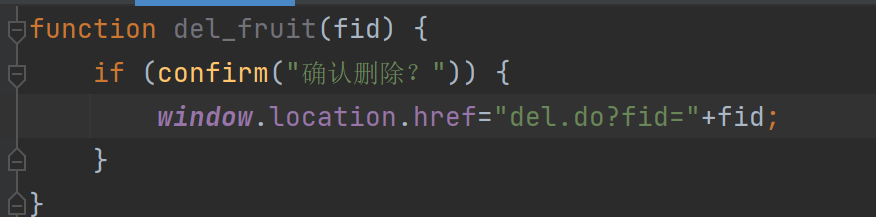 function del_fruit(fid) {
    if (confirm("确认删除？")) {
        window.location.href="del.do?fid="+fid;
    }
}